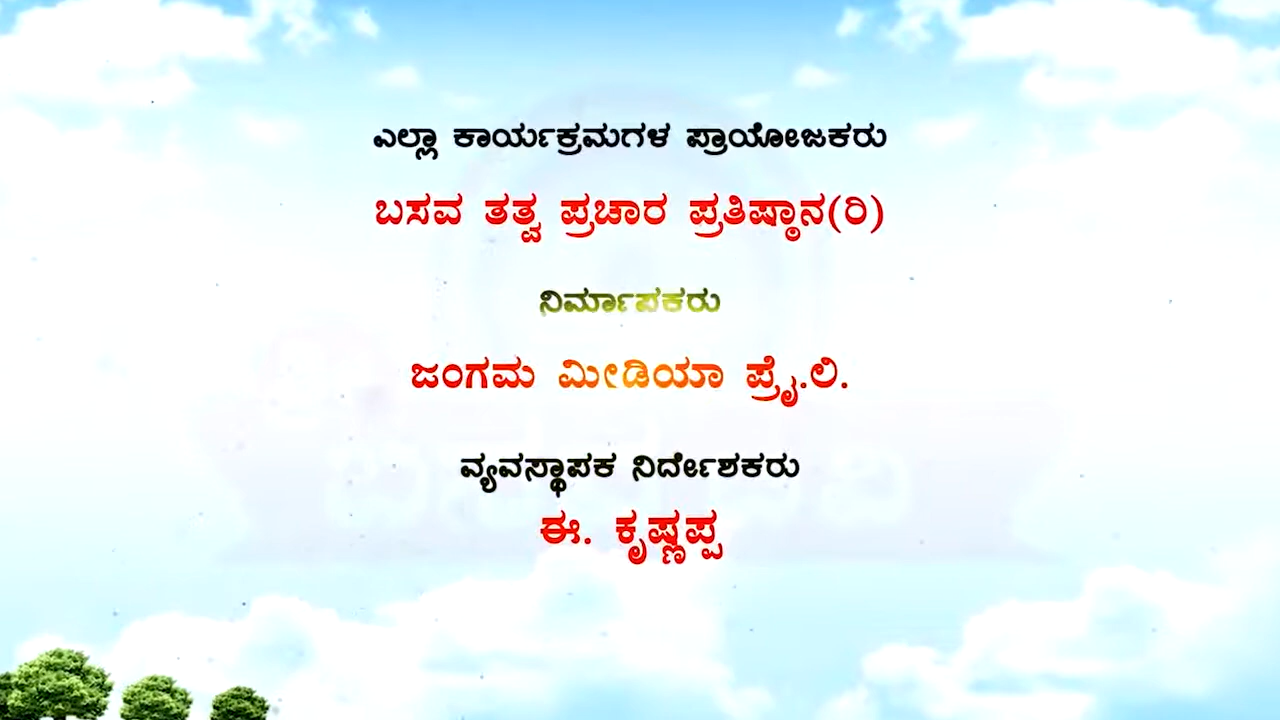 ಎಲ್ಲಾ ಕಾರ್ಯಕ್ರಮಗಳ ಪ್ರಾಯೋಜಕರು
ಬಸವ ತತ್ವ ಪ್ರಚಾರ ಪ್ರತಿಷ್ಠಾನ(ರಿ)
ನಿರ್ಮಾಪಕರು
ಜಂಗಮ ಮೀಡಿಯಾ ಪ್ರೈ.ಲಿ.
ವ್ಯವಸ್ಥಾಪಕ ನಿರ್ದೇಶಕರು
ಈ. ಕೃಷ್ಣಪ್ಪ